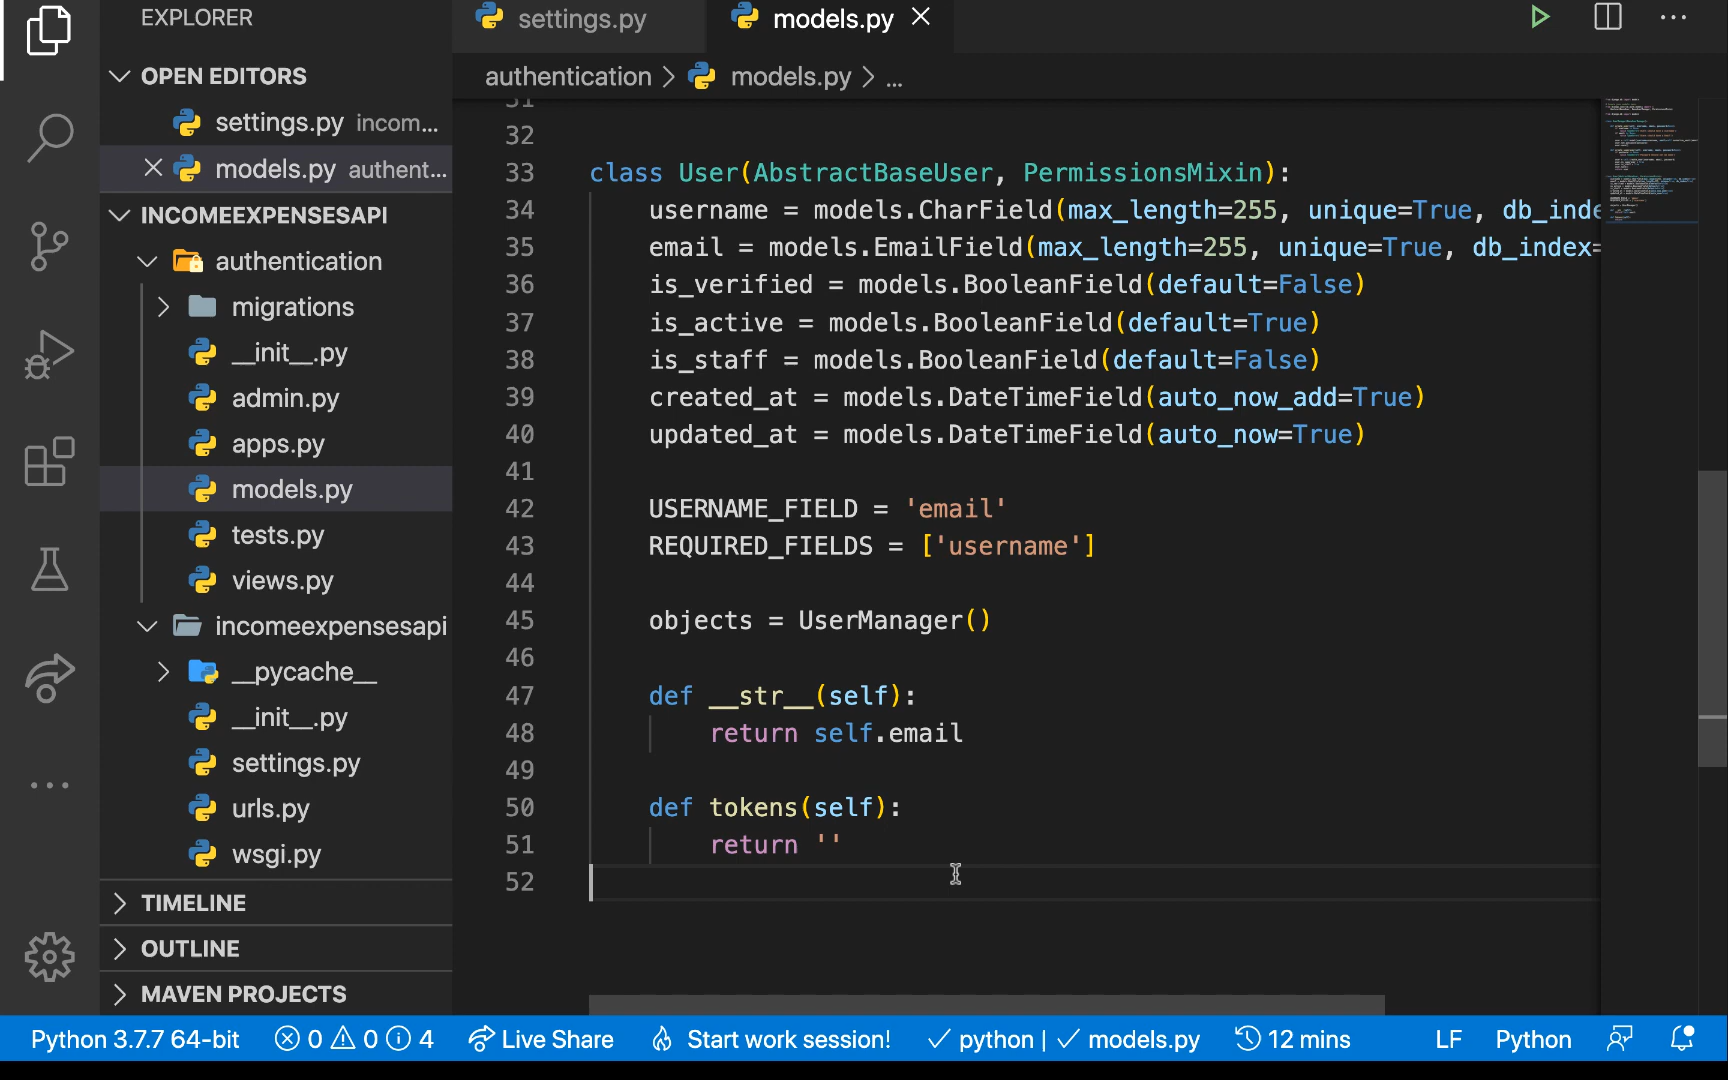 EXPLORER
OPEN EDITORS
settings.py incom...
models.py authent...
INCOMEEXPENSESAPI
authentication
migrations
__init__.py
admin.py
apps.py
models.py
tests.py
views.py
incomeexpensesapi
__pycache__
__init__.py
settings.py
urls.py
wsgi.py
TIMELINE
OUTLINE
MAVEN PROJECTS
settings.py
models.py
authentication > models.py > ...
31
32
33 class User(AbstractBaseUser, PermissionsMixin):
34 username = models.CharField(max_length=255, unique=True, db_inde
35 email = models.EmailField(max_length=255, unique=True, db_index=
36 is_verified = models.BooleanField(default=False)
37 is_active = models.BooleanField(default=True)
38 is_staff = models.BooleanField(default=False)
39 created_at = models.DateTimeField(auto_now_add=True)
40 updated_at = models.DateTimeField(auto_now=True)
41
42 USERNAME_FIELD = 'email'
43 REQUIRED_FIELDS = ['username']
44
45 objects = UserManager()
46
47 def __str__(self):
48 return self.email
49
50 def tokens(self):
51 return ''
52
Python 3.7.7 64-bit 0 0 4 Live Share Start work session! python | models.py 12 mins LF Python